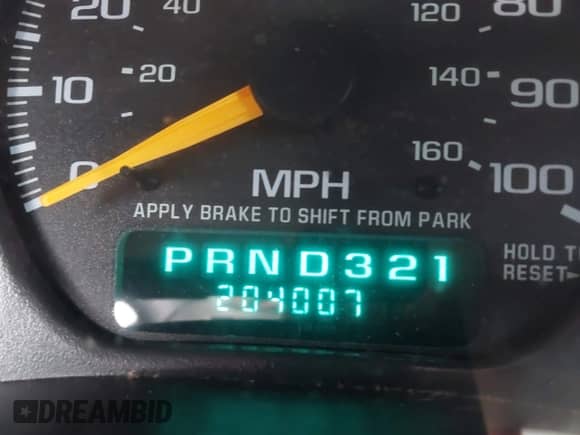 20 40 120 80
10 20 140 90
0 160 100
MPH
APPLY BRAKE TO SHIFT FROM PARK
HOLD
RESET
PRND321
204007
DREAMBID